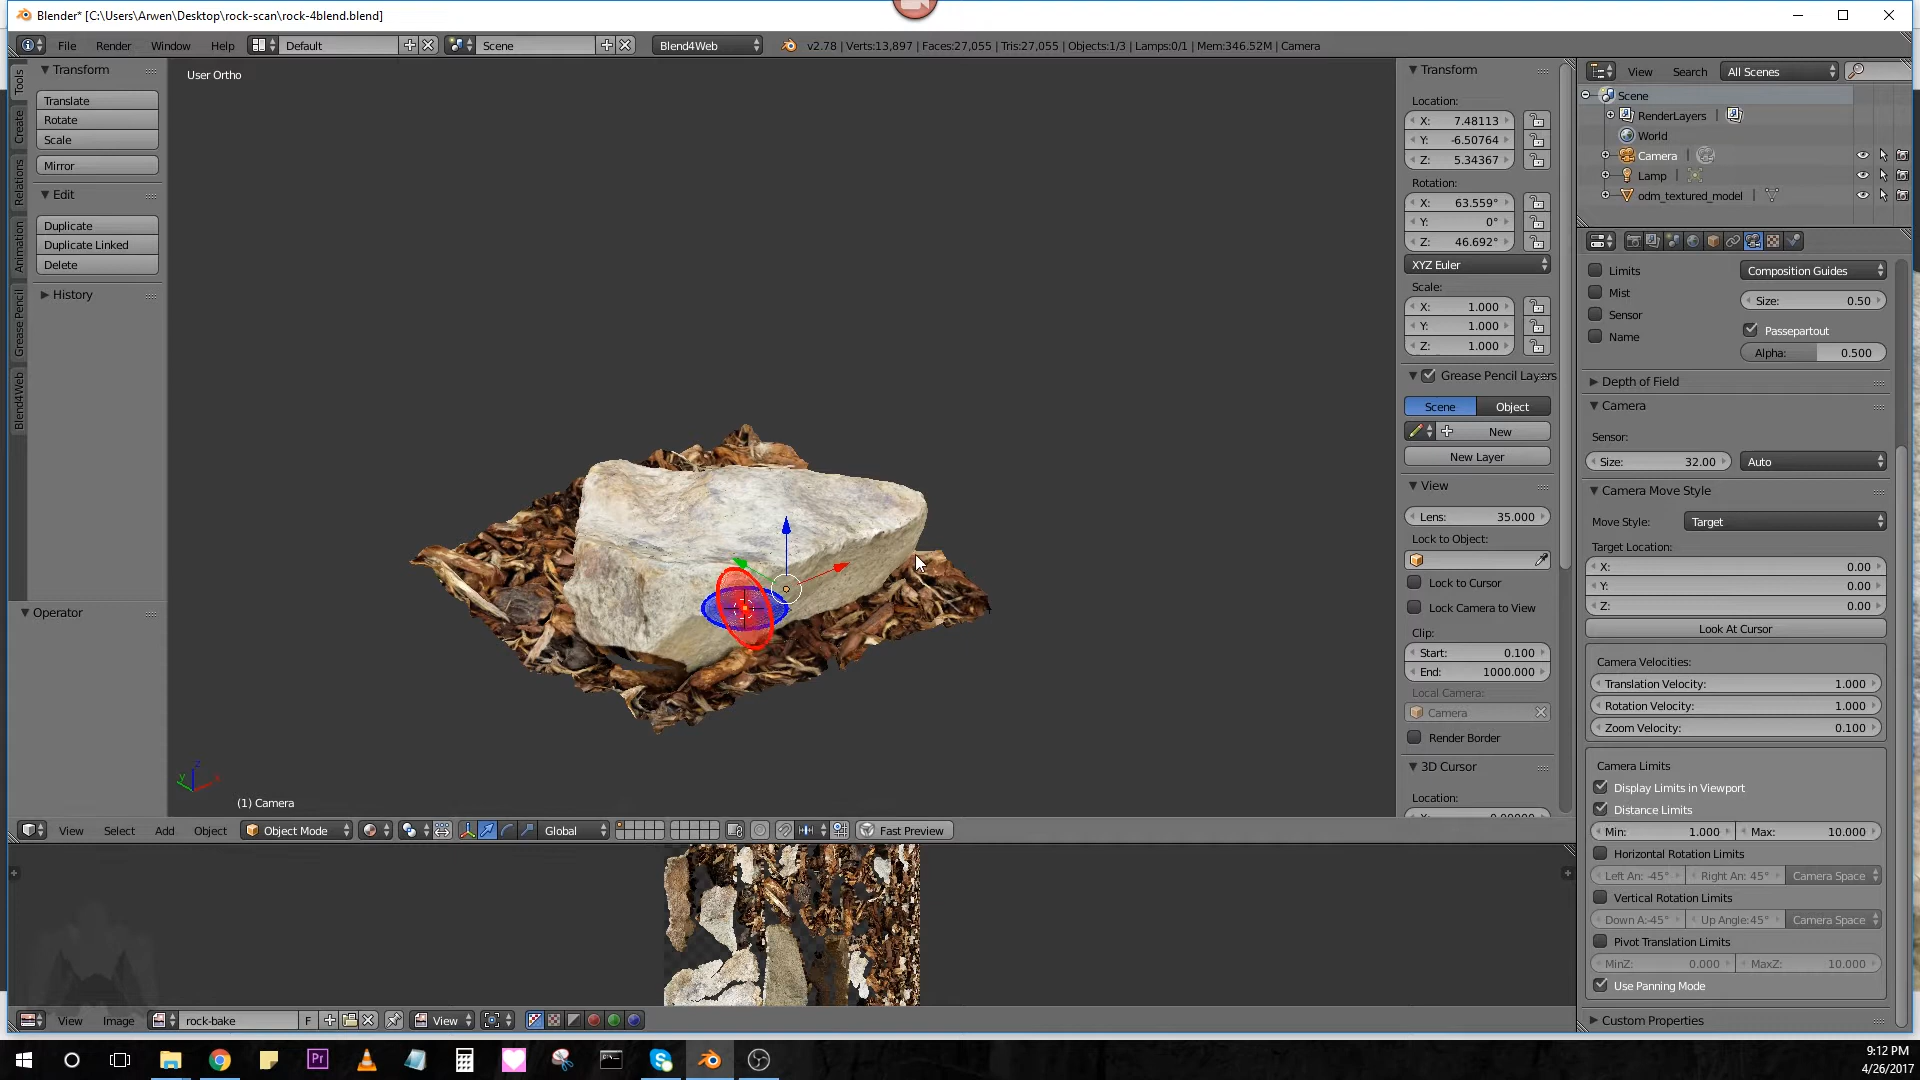 Blender* [C:\Users\Arwen\Desktop\rock-scan\rock-4blend.blend]
File Render Window Help Default Scene Blend4Web v2.78 | Verts:13,897 | Faces:27,055 | Tris:27,055 | Objects:1/3 | Lamps:0/1 | Mem:346.52M | Camera
Tools
Create
Relations
Animation
Grease Pencil
Blend4Web
Transform
Translate
Rotate
Scale
Mirror
Edit
Duplicate
Duplicate Linked
Delete
History
Operator
User Ortho
(1) Camera
Transform
Location:
X: 7.48113
Y: -6.50764
Z: 5.34367
Rotation:
X: 63.559°
Y: 0°
Z: 46.692°
XYZ Euler
Scale:
X: 1.000
Y: 1.000
Z: 1.000
Grease Pencil Layers
Scene Object
New
New Layer
View
Lens: 35.000
Lock to Object:
Lock to Cursor
Lock Camera to View
Clip:
Start: 0.100
End: 1000.000
Local Camera:
Camera
Render Border
3D Cursor
Location:
View Search All Scenes
Scene
RenderLayers
World
Camera
Lamp
odm_textured_model
Limits Composition Guides
Mist Size: 0.50
Sensor
Passepartout
Name
Alpha: 0.500
Depth of Field
Camera
Sensor:
Size: 32.00 Auto
Camera Move Style
Move Style: Target
Target Location:
X: 0.00
Y: 0.00
Z: 0.00
Look At Cursor
Camera Velocities:
Translation Velocity: 1.000
Rotation Velocity: 1.000
Zoom Velocity: 0.100
Camera Limits
Display Limits in Viewport
Distance Limits
Min: 1.000 Max: 10.000
Horizontal Rotation Limits
Left An: -45° Right An: 45° Camera Space
Vertical Rotation Limits
Down A:-45° Up Angle:45° Camera Space
Pivot Translation Limits
MinZ: 0.000 MaxZ: 10.000
Use Panning Mode
Custom Properties
View Select Add Object Object Mode Global Fast Preview
View Image rock-bake F View
Pr
9:12 PM
4/26/2017